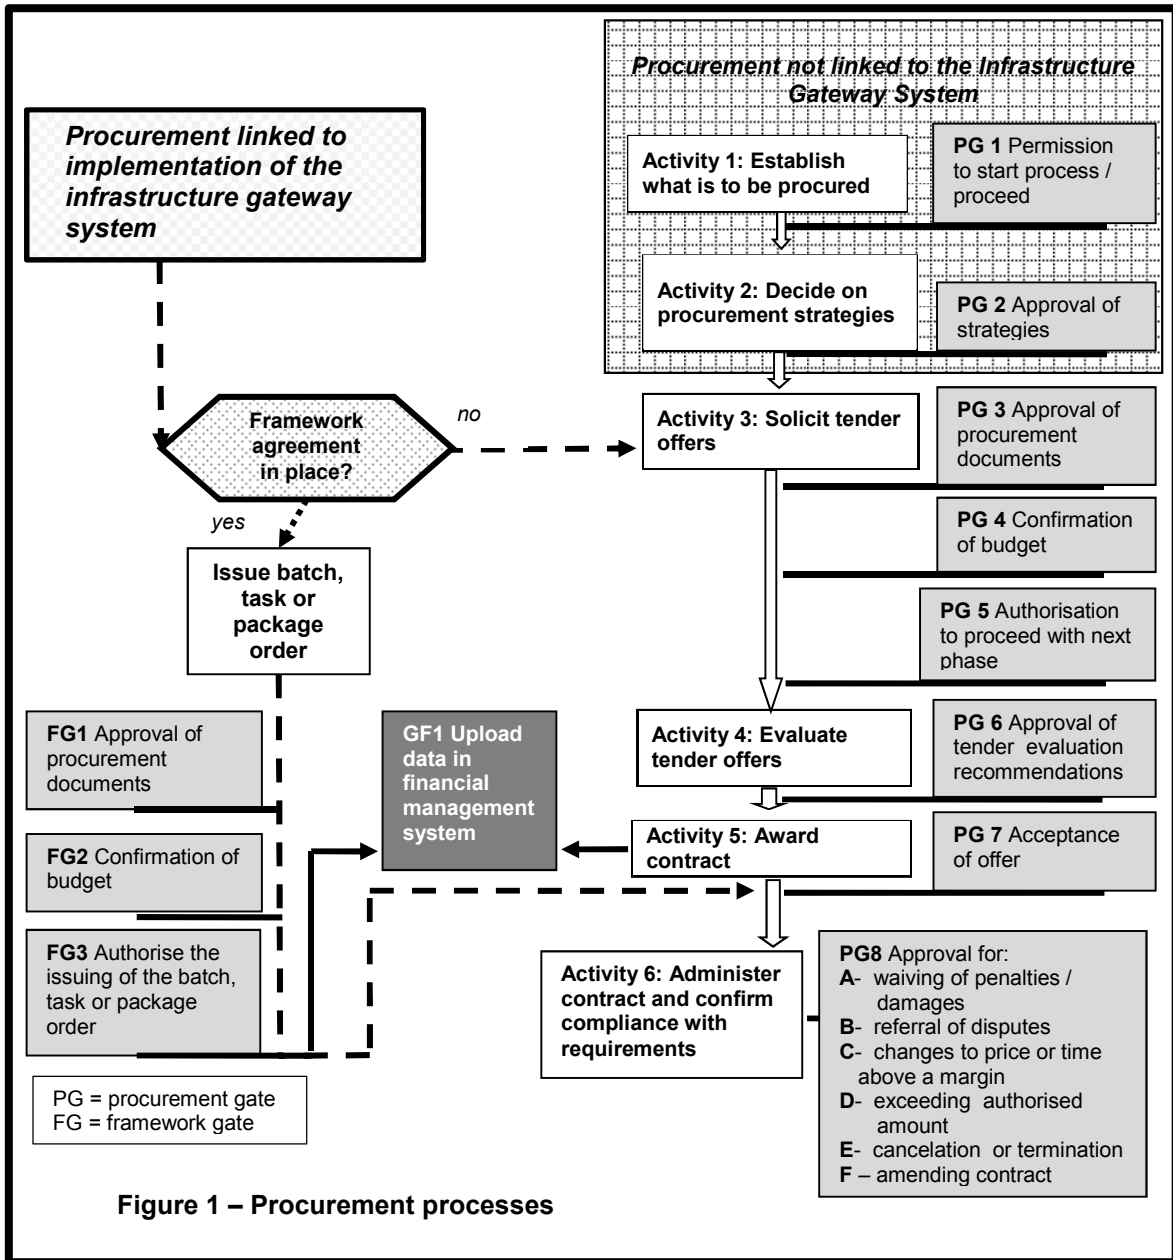 Procurement not linked to the Infrastructure
Gateway System
Procurement linked to
implementation of the
infrastructure gateway
system
Activity 1: Establish
what is to be procured
PG 1 Permission
to start process /
proceed
Activity 2: Decide on
procurement strategies
PG 2 Approval of
strategies
Framework
agreement
in place?
no
yes
Activity 3: Solicit tender
offers
PG 3 Approval of
procurement
documents
PG 4 Confirmation
of budget
PG 5 Authorisation
to proceed with next
phase
Issue batch,
task or
package
order
FG1 Approval of
procurement
documents
FG2 Confirmation of
budget
FG3 Authorise the
issuing of the batch,
task or package
order
GF1 Upload
data in
financial
management
system
Activity 4: Evaluate
tender offers
PG 6 Approval of
tender evaluation
recommendations
Activity 5: Award
contract
PG 7 Acceptance
of offer
Activity 6: Administer
contract and confirm
compliance with
requirements
PG8 Approval for:
A- waiving of penalties /
damages
B- referral of disputes
C- changes to price or time
above a margin
D- exceeding authorised
amount
E- cancelation or termination
F – amending contract
PG = procurement gate
FG = framework gate
Figure 1 – Procurement processes